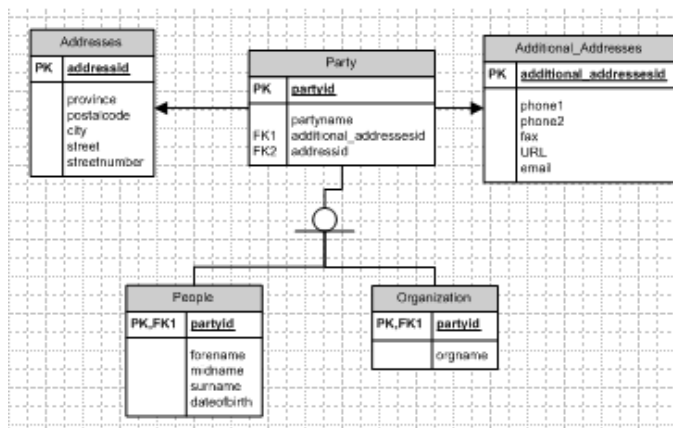 Addresses
PK addressid
province
postalcode
city
street
streetnumber
Party
PK partyid
partyname
FK1 additional_addressesid
FK2 addressid
Additional_Addresses
PK additional_addressesid
phone1
phone2
fax
URL
email
People
PK,FK1 partyid
forename
midname
surname
dateofbirth
Organization
PK,FK1 partyid
orgname